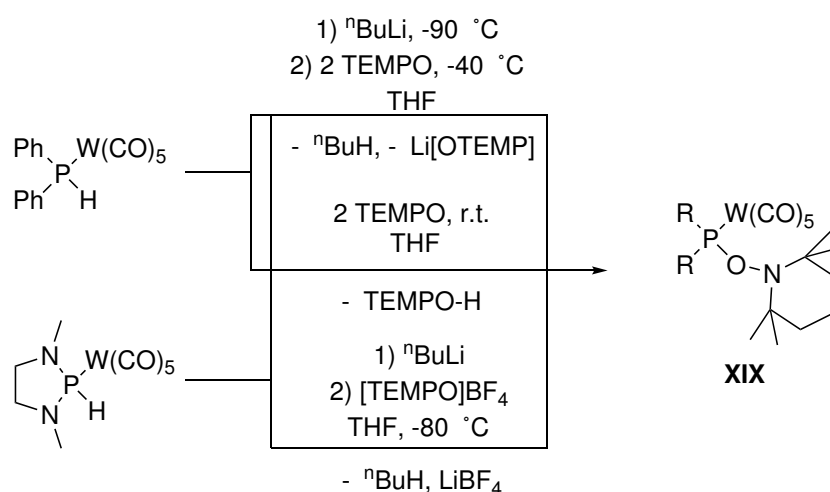 1) ⁿBuLi, -90 °C
2) 2 TEMPO, -40 °C
THF
- ⁿBuH, - Li[OTEMP]
2 TEMPO, r.t.
THF
- TEMPO-H
1) ⁿBuLi
2) [TEMPO]BF₄
THF, -80 °C
- ⁿBuH, LiBF₄
Ph W(CO)₅
P
Ph H
N W(CO)₅
P
N H
R W(CO)₅
P
R O N
XIX